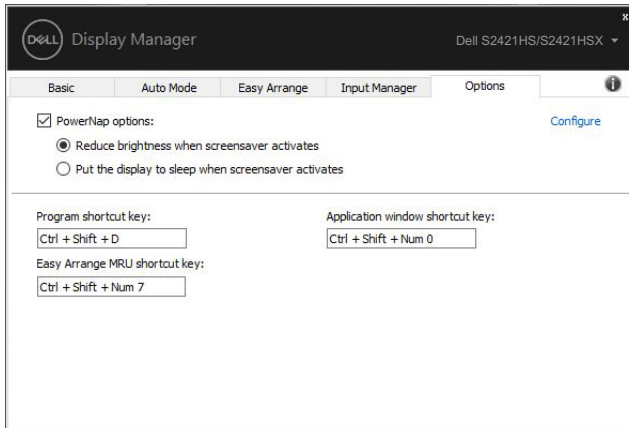 x
DELL Display Manager Dell S2421HS/S2421HSX
Basic Auto Mode Easy Arrange Input Manager Options i
PowerNap options: Configure
Reduce brightness when screensaver activates
Put the display to sleep when screensaver activates
Program shortcut key: Application window shortcut key:
Ctrl + Shift + D Ctrl + Shift + Num 0
Easy Arrange MRU shortcut key:
Ctrl + Shift + Num 7